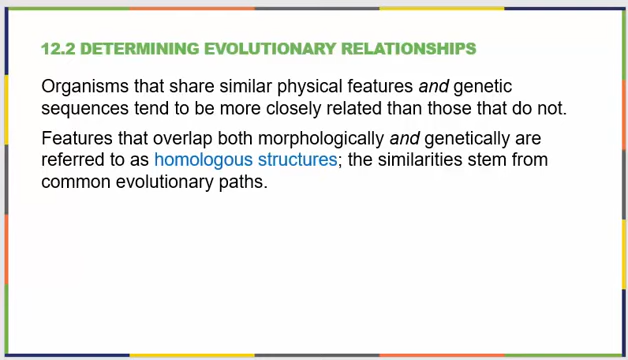 12.2 DETERMINING EVOLUTIONARY RELATIONSHIPS
Organisms that share similar physical features and genetic
sequences tend to be more closely related than those that do not.
Features that overlap both morphologically and genetically are
referred to as homologous structures; the similarities stem from
common evolutionary paths.